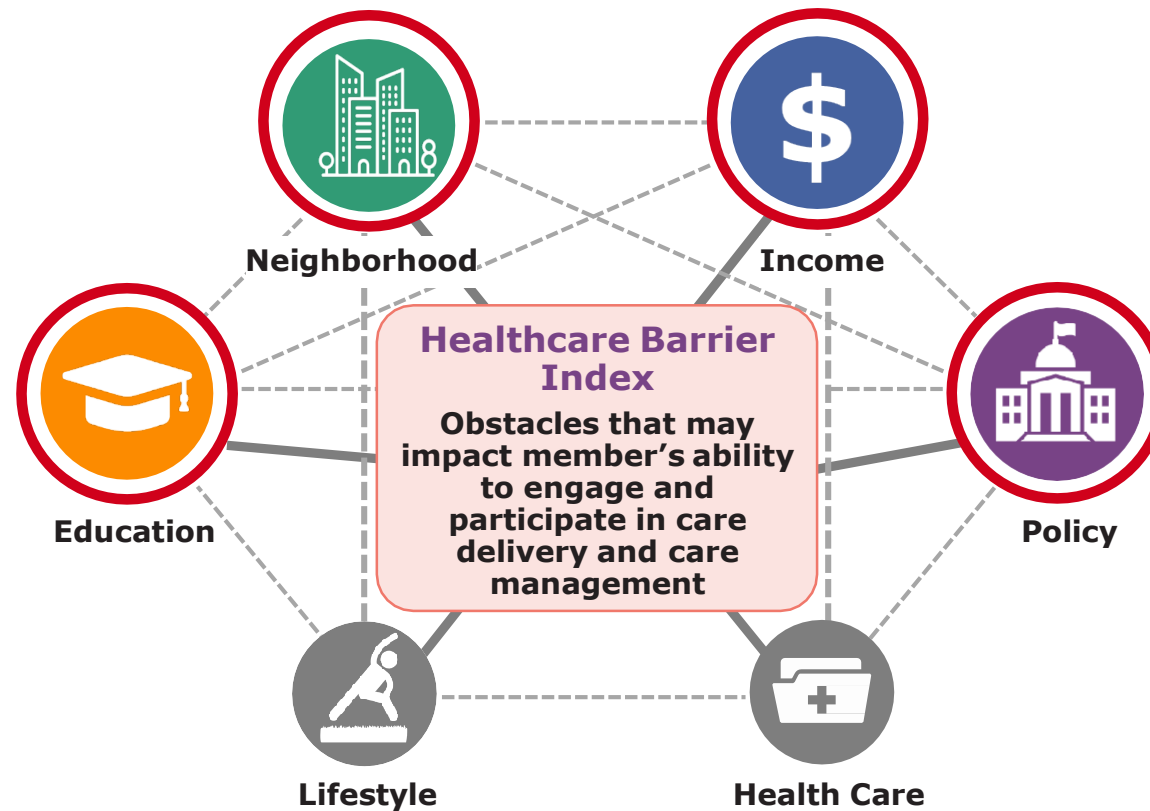 $
Neighborhood
Income
Healthcare Barrier
Index
Obstacles that may
impact member’s ability
to engage and
participate in care
delivery and care
management
Education
Policy
Lifestyle
Health Care